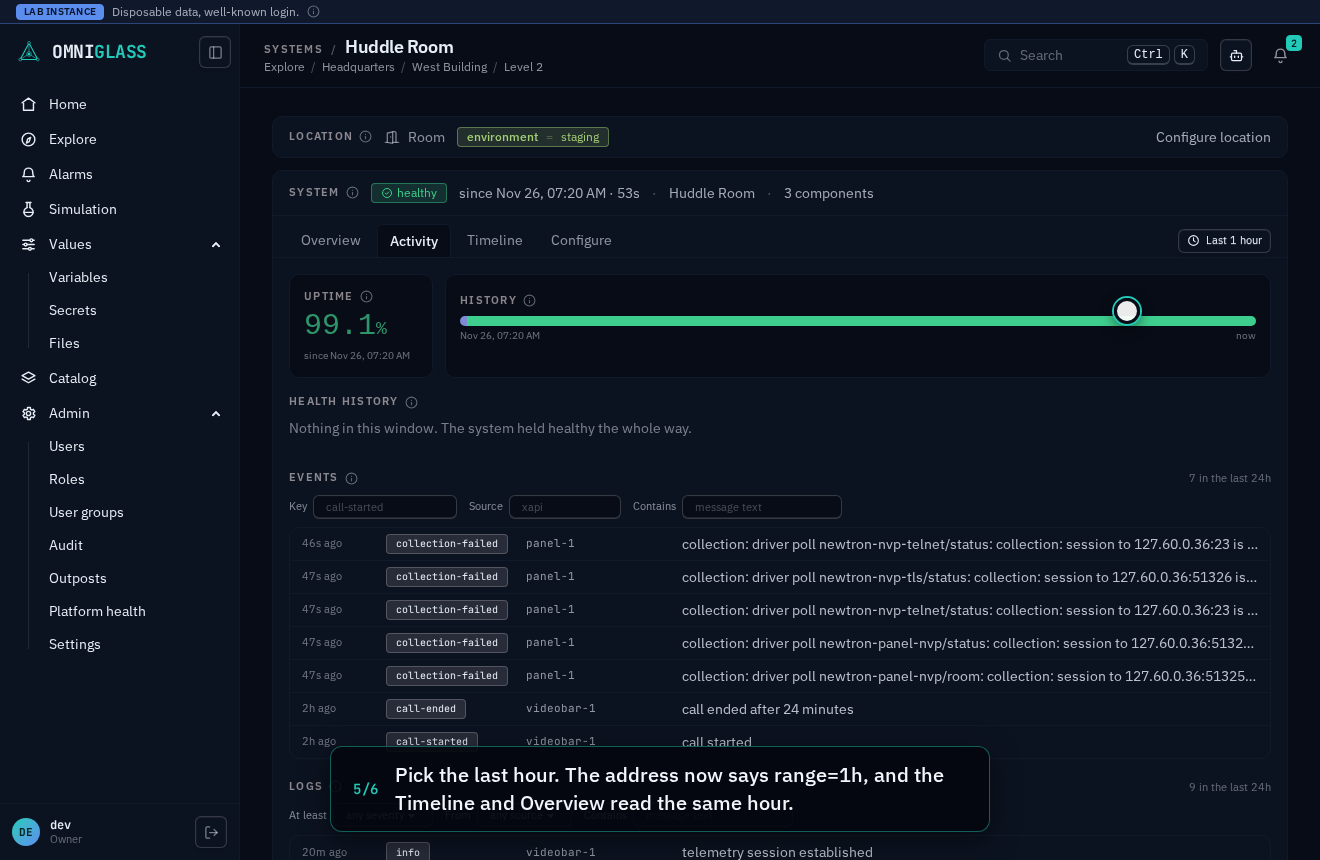 LAB INSTANCE Disposable data, well-known login.
OMNIGLASS
SYSTEMS / Huddle Room
Explore / Headquarters / West Building / Level 2
Search Ctrl K
2
Home
Explore
Alarms
Simulation
Values
Variables
Secrets
Files
Catalog
Admin
Users
Roles
User groups
Audit
Outposts
Platform health
Settings
DE dev
Owner
LOCATION Room environment = staging Configure location
SYSTEM healthy since Nov 26, 07:20 AM · 53s · Huddle Room · 3 components
Overview Activity Timeline Configure Last 1 hour
UPTIME
99.1%
since Nov 26, 07:20 AM
HISTORY
Nov 26, 07:20 AM now
HEALTH HISTORY
Nothing in this window. The system held healthy the whole way.
EVENTS 7 in the last 24h
Key call-started Source xapi Contains message text
46s ago collection-failed panel-1 collection: driver poll newtron-nvp-telnet/status: collection: session to 127.60.0.36:23 is ...
47s ago collection-failed panel-1 collection: driver poll newtron-nvp-tls/status: collection: session to 127.60.0.36:51326 is...
47s ago collection-failed panel-1 collection: driver poll newtron-nvp-telnet/status: collection: session to 127.60.0.36:23 is ...
47s ago collection-failed panel-1 collection: driver poll newtron-panel-nvp/status: collection: session to 127.60.0.36:5132...
47s ago collection-failed panel-1 collection: driver poll newtron-panel-nvp/room: collection: session to 127.60.0.36:51325...
2h ago call-ended videobar-1 call ended after 24 minutes
2h ago call-started videobar-1 call started
LOGS 9 in the last 24h
At least any severity From any source Contains
20m ago info videobar-1 telemetry session established
5/6 Pick the last hour. The address now says range=1h, and the
Timeline and Overview read the same hour.